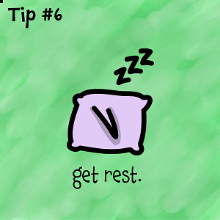 Tip #6
zzz
V
get rest.